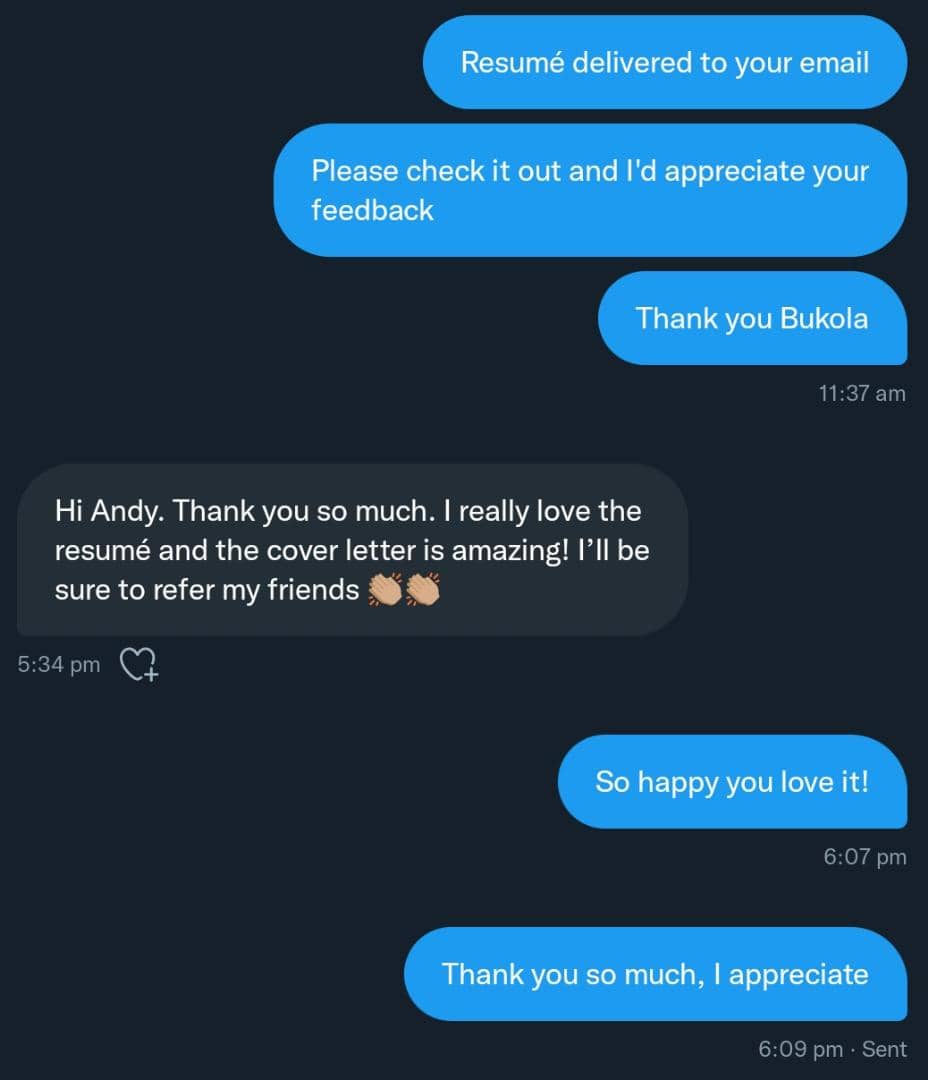 Resumé delivered to your email
Please check it out and I'd appreciate your
feedback
Thank you Bukola
11:37 am
Hi Andy. Thank you so much. I really love the
resumé and the cover letter is amazing! I’ll be
sure to refer my friends 👏🏼👏🏼
5:34 pm
So happy you love it!
6:07 pm
Thank you so much, I appreciate
6:09 pm · Sent